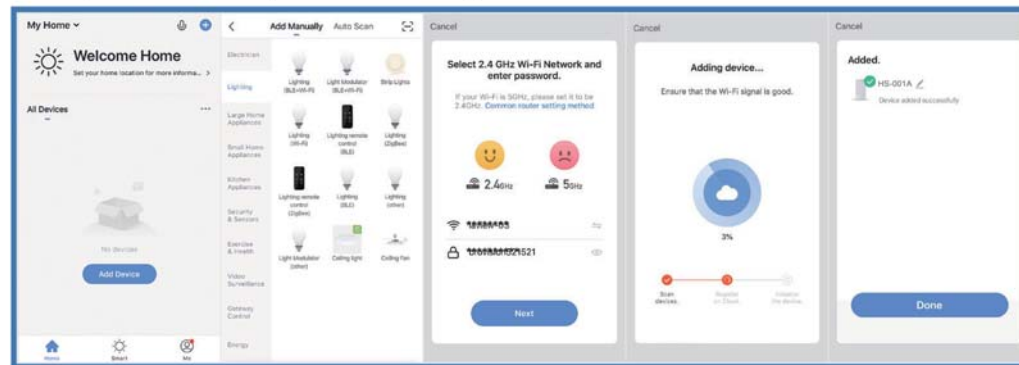 My Home
Welcome Home
Set your home location for more informa...
All Devices
No devices
Add Device
Home
Smart
Me
Add Manually
Auto Scan
Electrician
Lighting
Large Home
Appliances
Small Home
Appliances
Kitchen
Appliances
Security
& Sensors
Exercise
& Health
Video
Surveillance
Gateway
Control
Energy
Lighting
(BLE+Wi-Fi)
Light Modulator
(BLE+Wi-Fi)
Strip Lights
Lighting
(Wi-Fi)
Lighting remote
control
(BLE)
Lighting
(ZigBee)
Lighting remote
control
(ZigBee)
Lighting
(BLE)
Lighting
(other)
Light Modulator
(other)
Ceiling light
Ceiling Fan
Cancel
Select 2.4 GHz Wi-Fi Network and
enter password.
If your Wi-Fi is 5GHz, please set it to be
2.4GHz. Common router setting method
2.4GHz
5GHz
Next
Cancel
Adding device...
Ensure that the Wi-Fi signal is good.
3%
Scan
devices.
Register
on Cloud.
Initialize
the device.
Cancel
Added.
HS-001A
Device added successfully
Done